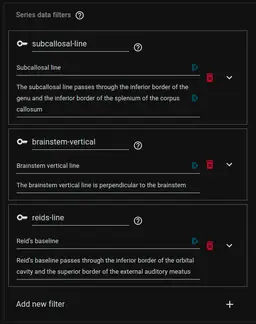 Series data filters
subcallosal-line
Subcallosal line
The subcallosal line passes through the inferior border of the
genu and the inferior border of the splenium of the corpus
callosum
brainstem-vertical
Brainstem vertical line
The brainstem vertical line is perpendicular to the brainstem
reids-line
Reid's baseline
Reid's baseline passes through the inferior border of the orbital
cavity and the superior border of the external auditory meatus
Add new filter